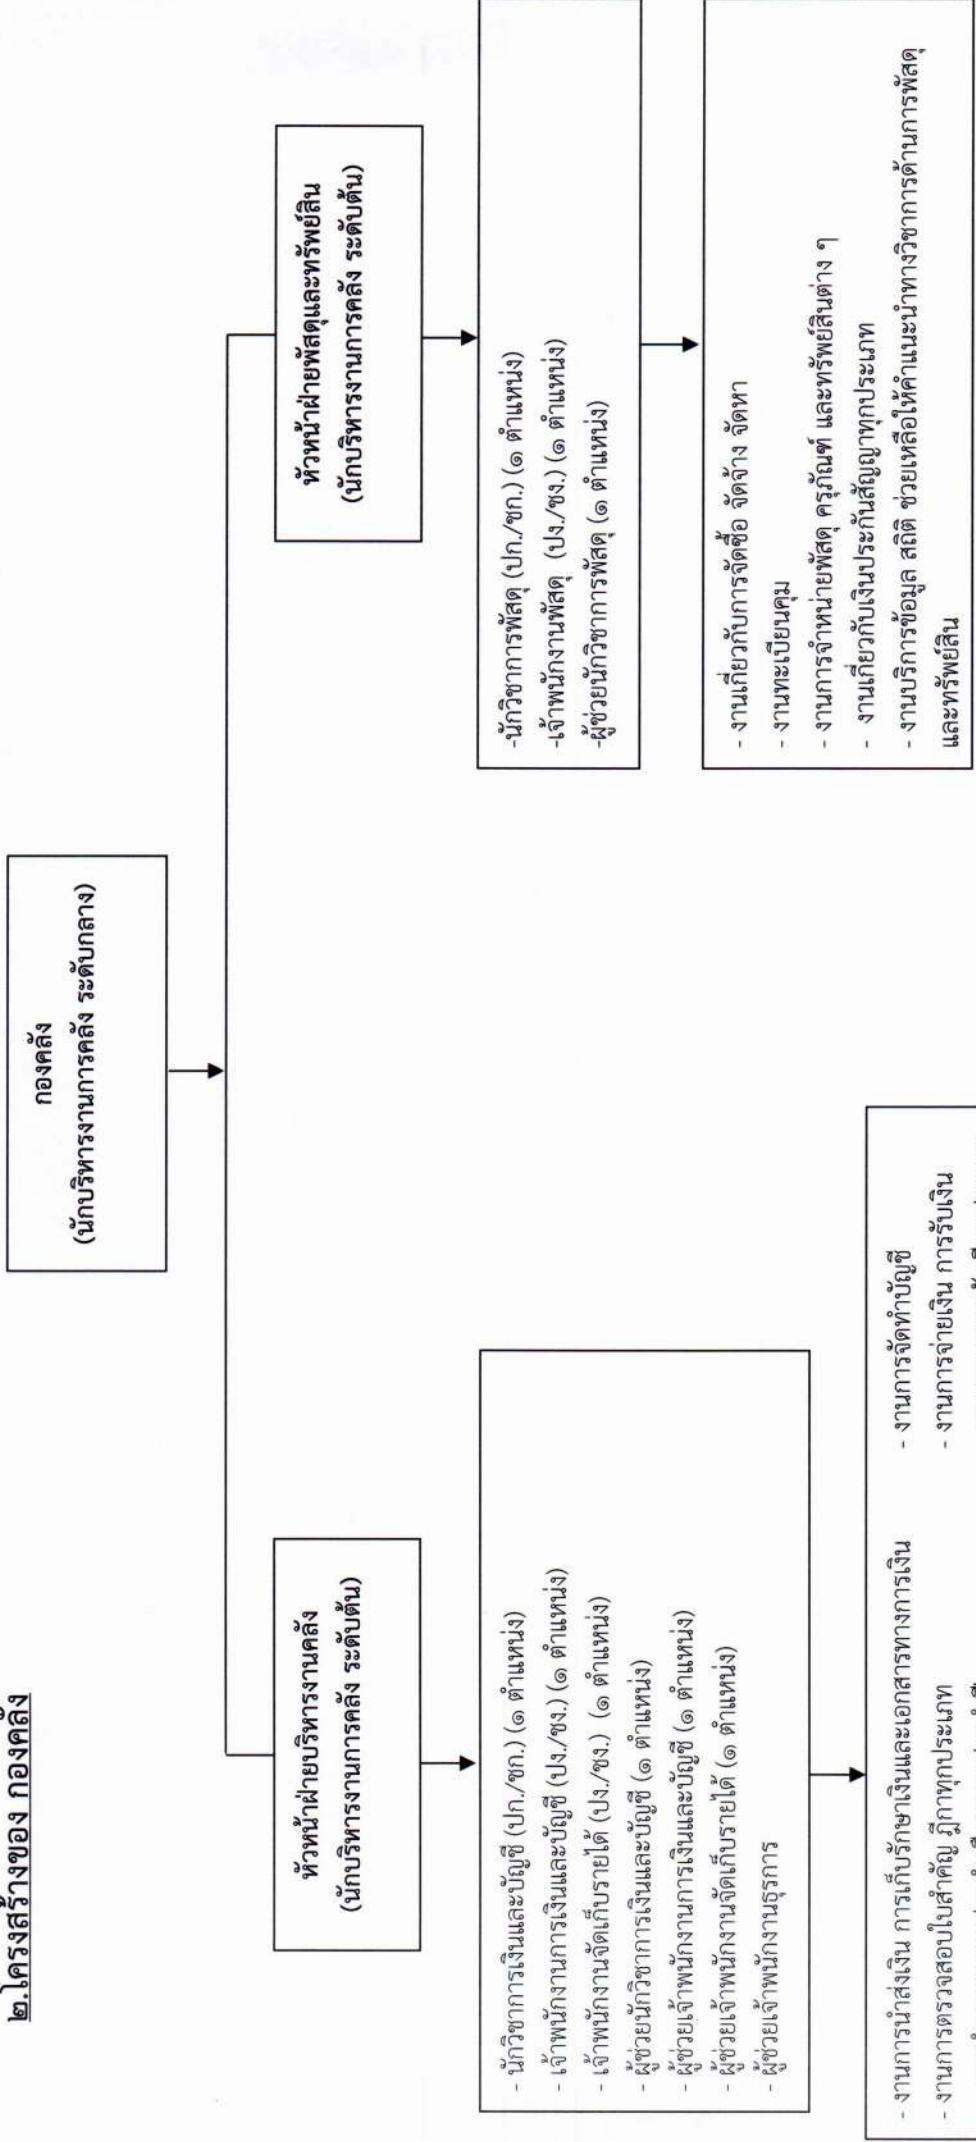 ๒.โครงสร้างของ กองคลัง
กองคลัง
(นักบริหารงานการคลัง ระดับกลาง)
หัวหน้าฝ่ายบริหารงานคลัง
(นักบริหารงานการคลัง ระดับต้น)
- นักวิชาการเงินและบัญชี (ปก./ชก.) (๑ ตำแหน่ง)
- เจ้าพนักงานการเงินและบัญชี (ปง./ชง.) (๑ ตำแหน่ง)
- เจ้าพนักงานจัดเก็บรายได้ (ปง./ชง.) (๑ ตำแหน่ง)
- ผู้ช่วยนักวิชาการเงินและบัญชี (๑ ตำแหน่ง)
- ผู้ช่วยเจ้าพนักงานการเงินและบัญชี (๑ ตำแหน่ง)
- ผู้ช่วยเจ้าพนักงานจัดเก็บรายได้ (๑ ตำแหน่ง)
- ผู้ช่วยเจ้าพนักงานธุรการ
- งานการนำส่งเงิน การเก็บรักษาเงินและเอกสารทางการเงิน
- งานการตรวจสอบใบสำคัญ ฎีกาทุกประเภท
- งานการจัดทำบัญชี
- งานการจ่ายเงิน การรับเงิน
หัวหน้าฝ่ายพัสดุและทรัพย์สิน
(นักบริหารงานการคลัง ระดับต้น)
-นักวิชาการพัสดุ (ปก./ชก.) (๑ ตำแหน่ง)
-เจ้าพนักงานพัสดุ (ปง./ชง.) (๑ ตำแหน่ง)
-ผู้ช่วยนักวิชาการพัสดุ (๑ ตำแหน่ง)
- งานเกี่ยวกับการจัดซื้อ จัดจ้าง จัดหา
- งานทะเบียนคุม
- งานการจำหน่ายพัสดุ ครุภัณฑ์ และทรัพย์สินต่าง ๆ
- งานเกี่ยวกับเงินประกันสัญญาทุกประเภท
- งานบริการข้อมูล สถิติ ช่วยเหลือให้คำแนะนำทางวิชาการด้านการพัสดุ
และทรัพย์สิน